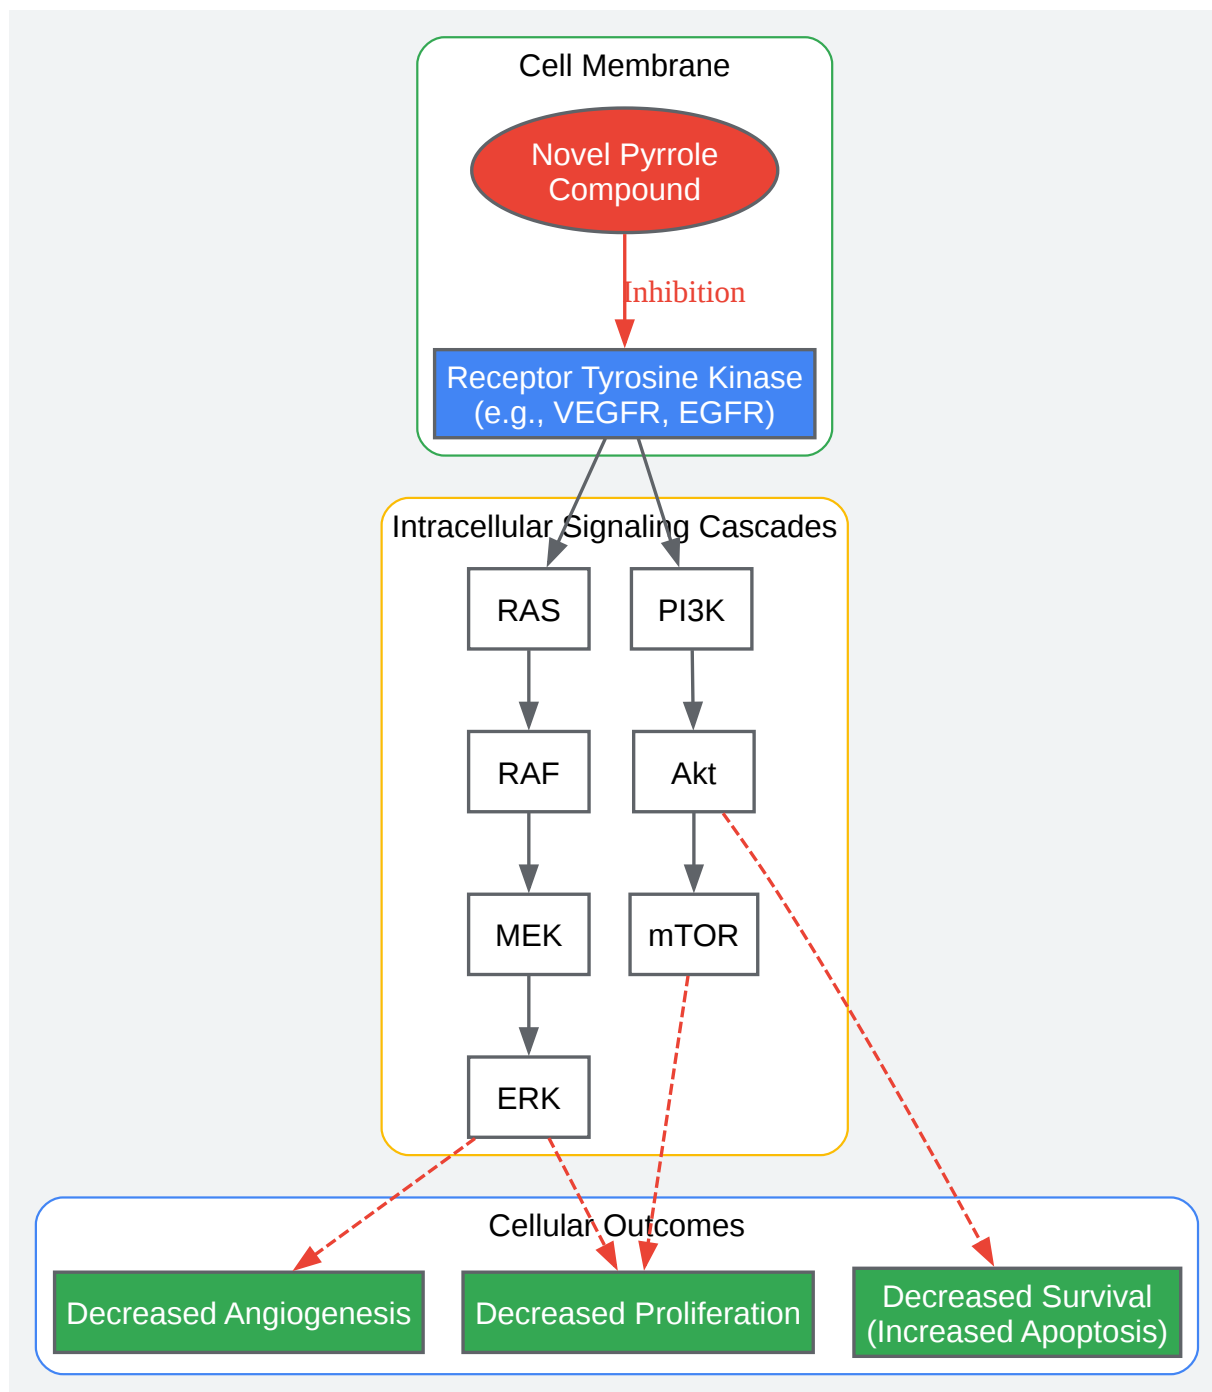 Cell Membrane
Novel Pyrrole
Compound
Inhibition
Receptor Tyrosine Kinase
(e.g., VEGFR, EGFR)
Intracellular Signaling Cascades
RAS
PI3K
RAF
Akt
MEK
mTOR
ERK
Cellular Outcomes
Decreased Angiogenesis
Decreased Proliferation
Decreased Survival
(Increased Apoptosis)